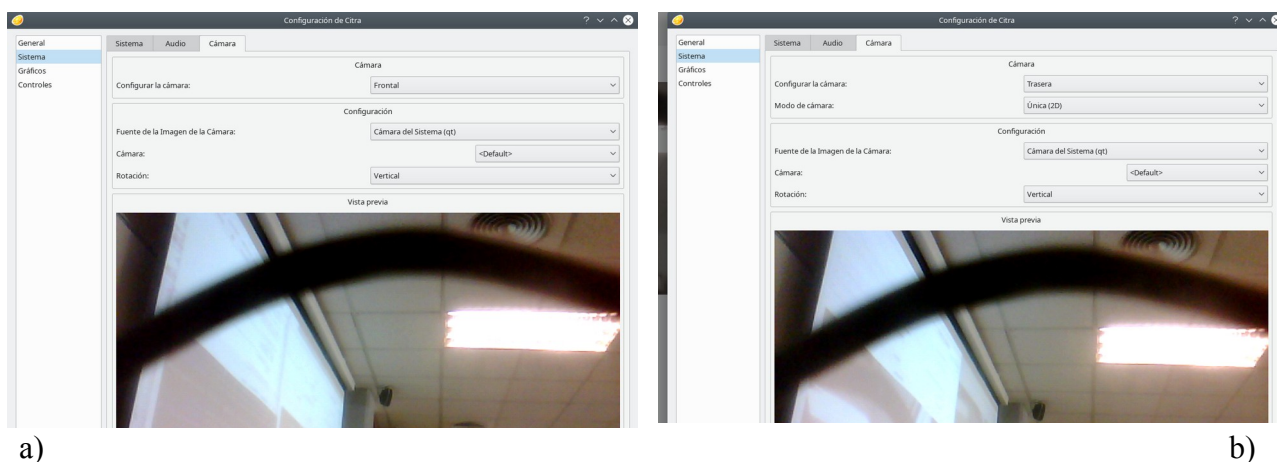 Configuración de Citra
General
Sistema
Gráficos
Controles
Sistema Audio Cámara
Cámara
Configurar la cámara: Frontal
Configuración
Fuente de la Imagen de la Cámara: Cámara del Sistema (qt)
Cámara: <Default>
Rotación: Vertical
Vista previa
a)
Configuración de Citra
General
Sistema
Gráficos
Controles
Sistema Audio Cámara
Cámara
Configurar la cámara: Trasera
Modo de cámara: Única (2D)
Configuración
Fuente de la Imagen de la Cámara: Cámara del Sistema (qt)
Cámara: <Default>
Rotación: Vertical
Vista previa
b)